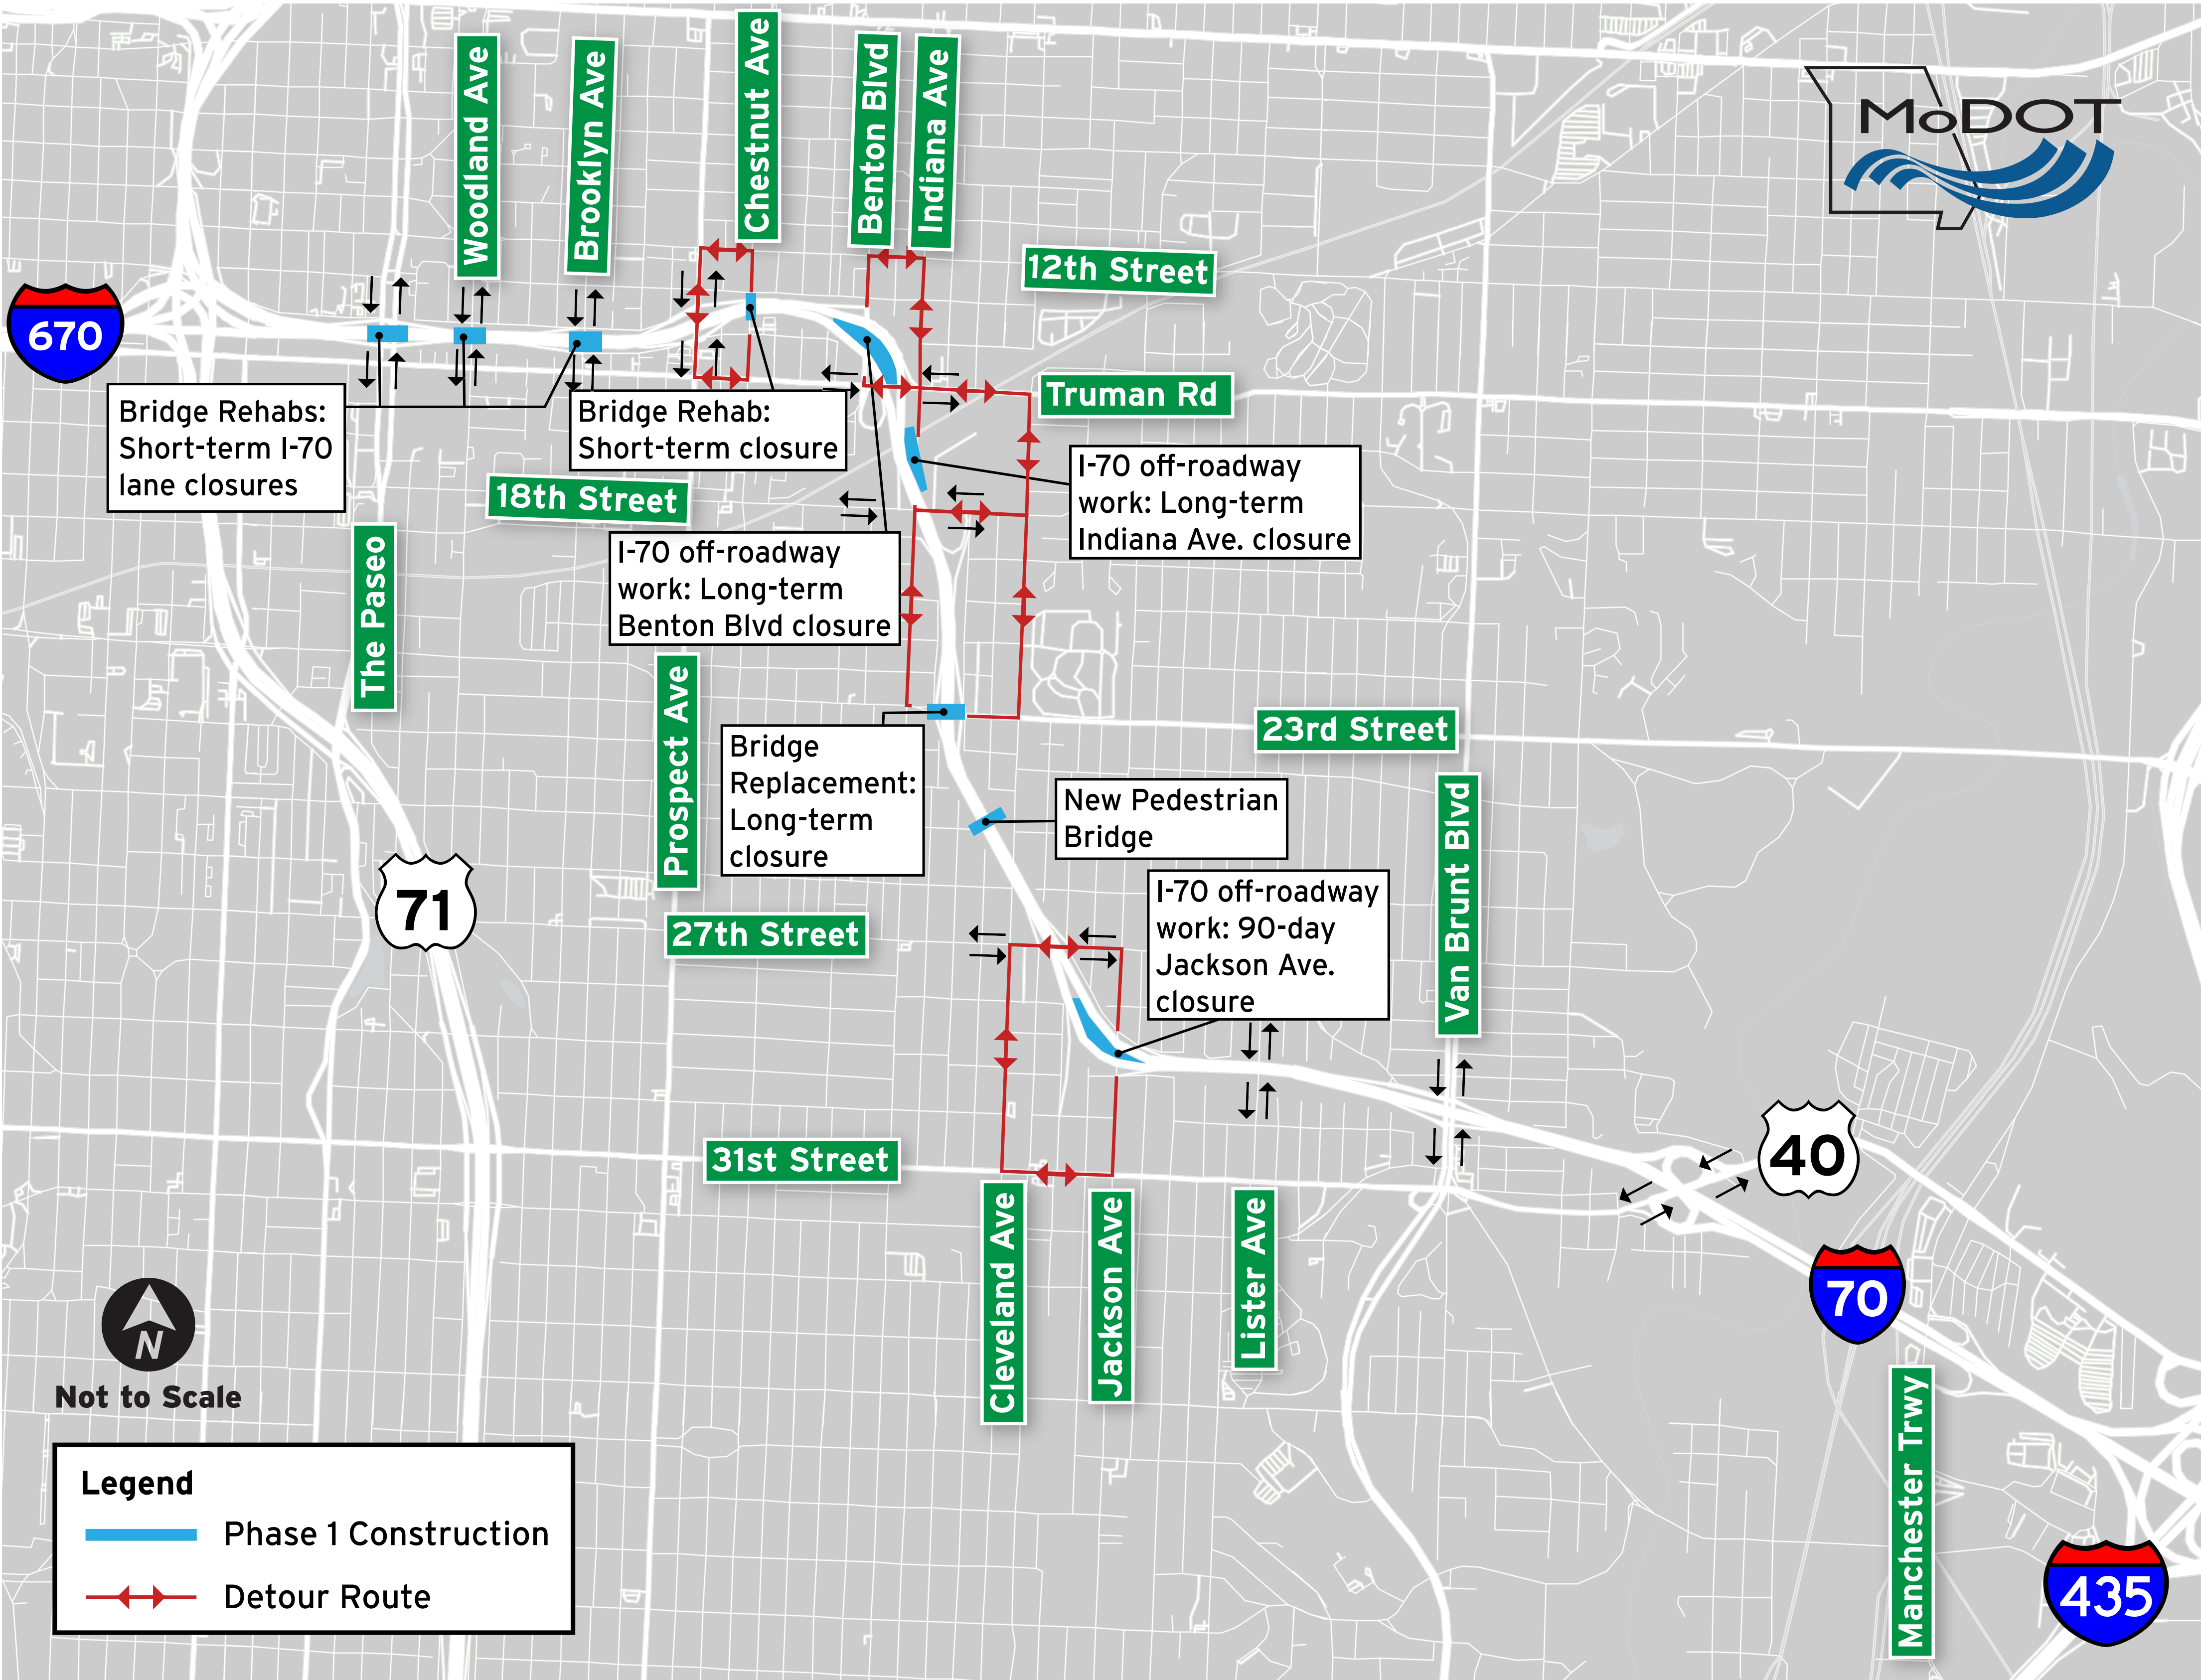 Woodland Ave
Brooklyn Ave
Chestnut Ave
Benton Blvd
Indiana Ave
MoDOT
12th Street
670
Truman Rd
Bridge Rehabs:
Short-term I-70
lane closures
Bridge Rehab:
Short-term closure
18th Street
I-70 off-roadway
work: Long-term
Indiana Ave. closure
I-70 off-roadway
work: Long-term
Benton Blvd closure
The Paseo
Prospect Ave
23rd Street
Bridge
Replacement:
Long-term
closure
New Pedestrian
Bridge
Van Brunt Blvd
71
27th Street
I-70 off-roadway
work: 90-day
Jackson Ave.
closure
31st Street
40
Cleveland Ave
Jackson Ave
Lister Ave
70
N
Not to Scale
Manchester Trwy
Legend
Phase 1 Construction
Detour Route
435